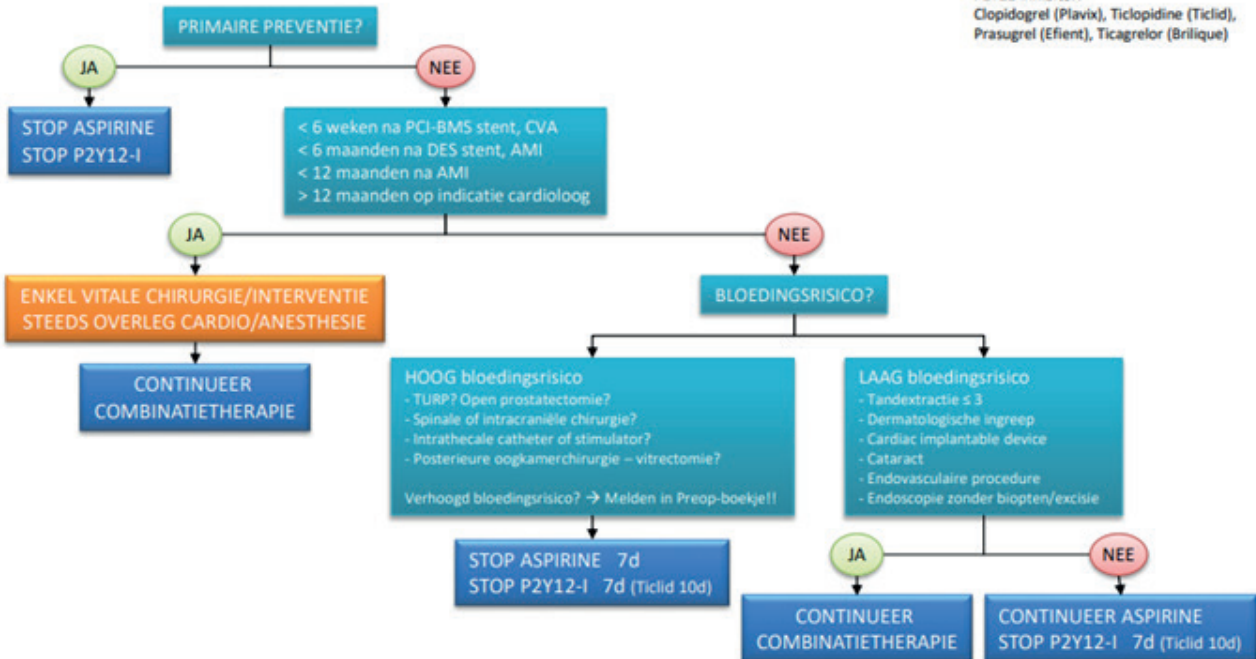 Clopidogrel (Plavix), Ticlopidine (Ticlid),
Prasugrel (Efient), Ticagrelor (Brilique)
PRIMAIRE PREVENTIE?
JA
NEE
STOP ASPIRINE
STOP P2Y12-I
< 6 weken na PCI-BMS stent, CVA
< 6 maanden na DES stent, AMI
< 12 maanden na AMI
> 12 maanden op indicatie cardioloog
JA
NEE
ENKEL VITALE CHIRURGIE/INTERVENTIE
STEEDS OVERLEG CARDIO/ANESTHESIE
CONTINUEER
COMBINATIETHERAPIE
BLOEDINGSRISICO?
HOOG bloedingsrisico
- TURP? Open prostatectomie?
- Spinale of intracraniële chirurgie?
- Intrathecale catheter of stimulator?
- Posterieure oogkamerchirurgie – vitrectomie?
Verhoogd bloedingsrisico? → Melden in Preop-boekje!!
STOP ASPIRINE 7d
STOP P2Y12-I 7d (Ticlid 10d)
LAAG bloedingsrisico
- Tandextractie ≤ 3
- Dermatologische ingreep
- Cardiac implantable device
- Cataract
- Endovasculaire procedure
- Endoscopie zonder biopten/excisie
JA
NEE
CONTINUEER
COMBINATIETHERAPIE
CONTINUEER ASPIRINE
STOP P2Y12-I 7d (Ticlid 10d)